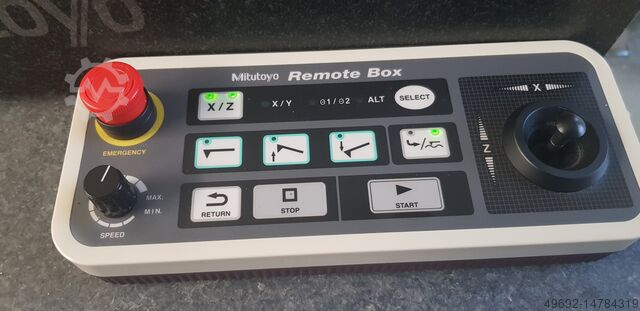 Mitutoyo Remote Box
X/Z X/Y 01/02 ALT SELECT
X
Z
EMERGENCY
MAX.
MIN.
SPEED
RETURN STOP START
49692-14784319